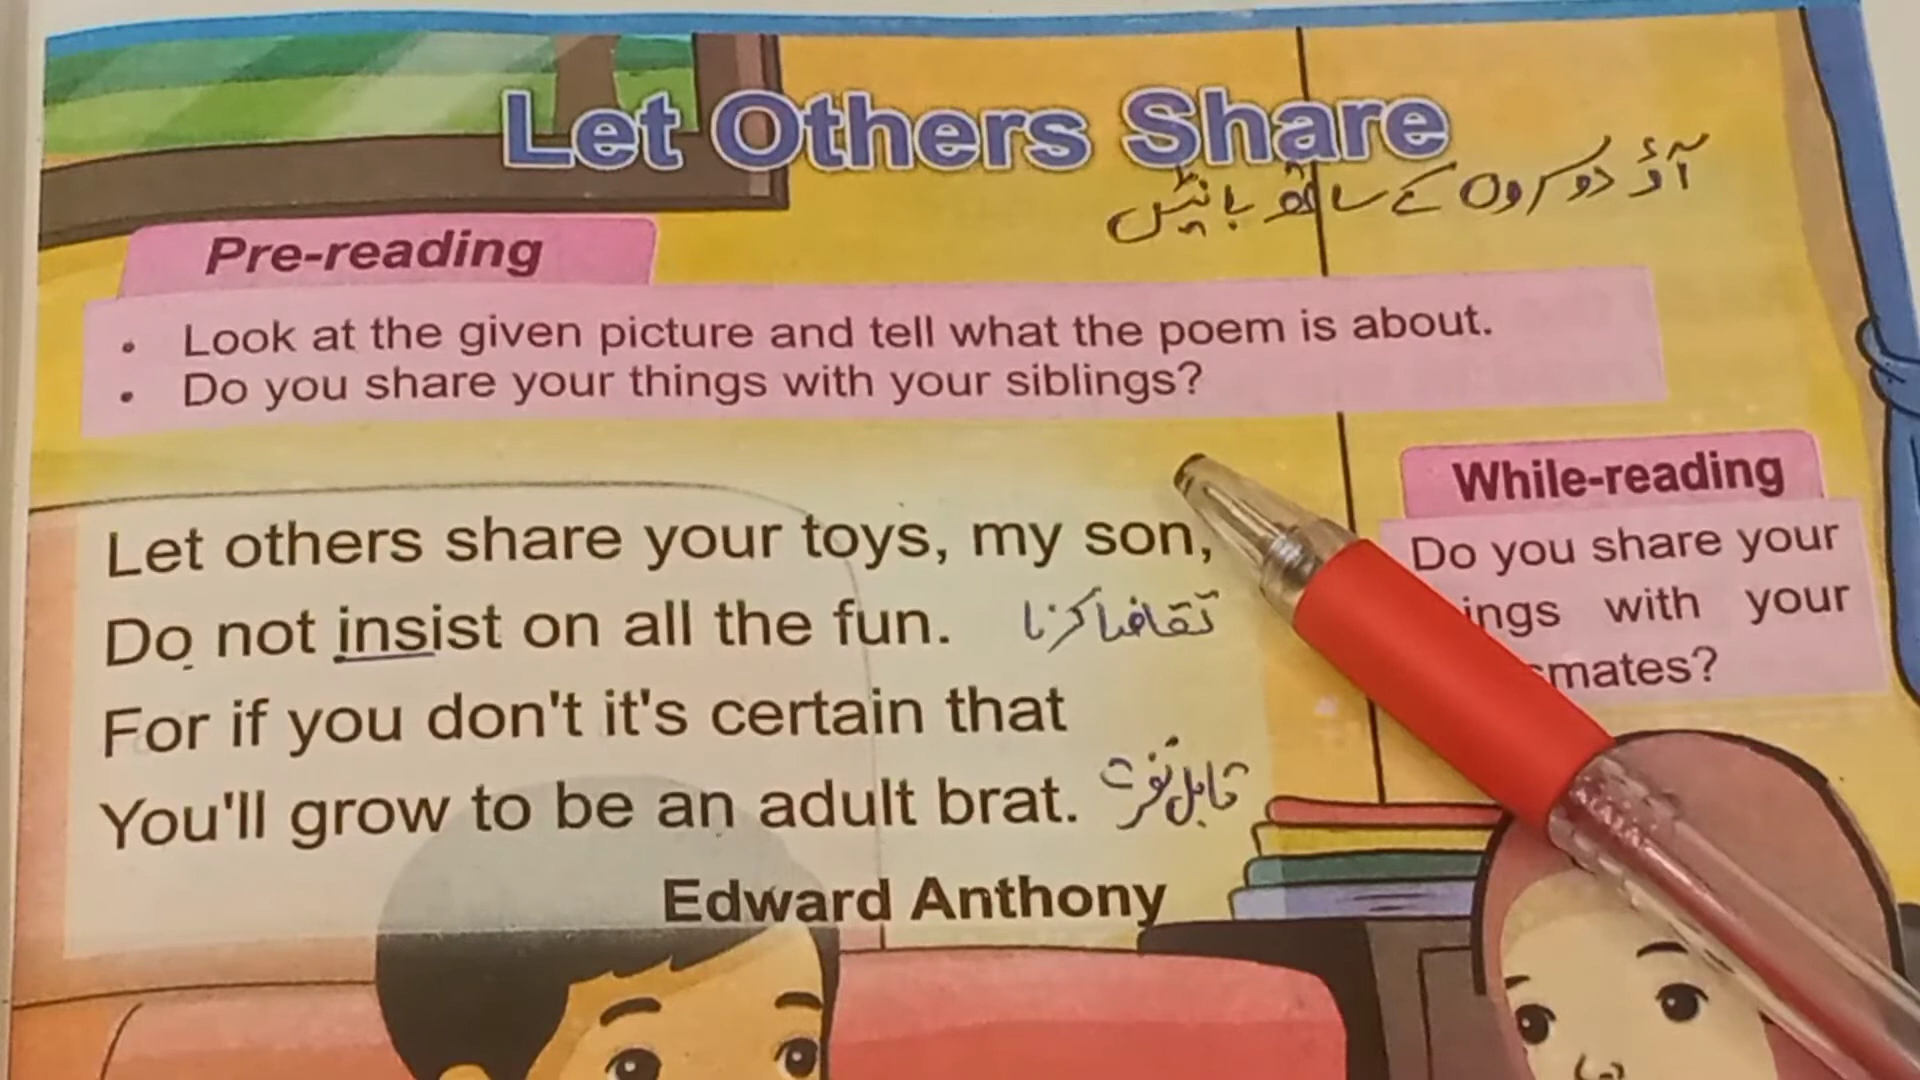 Let Others Share
آؤ دوسروں کے ساتھ بانٹیں
Pre-reading
• Look at the given picture and tell what the poem is about.
• Do you share your things with your siblings?
Let others share your toys, my son,
Do not insist on all the fun. تقاضا کرنا
For if you don't it's certain that
You'll grow to be an adult brat. قابل نفرت
Edward Anthony
While-reading
Do you share your
ings with your
mates?